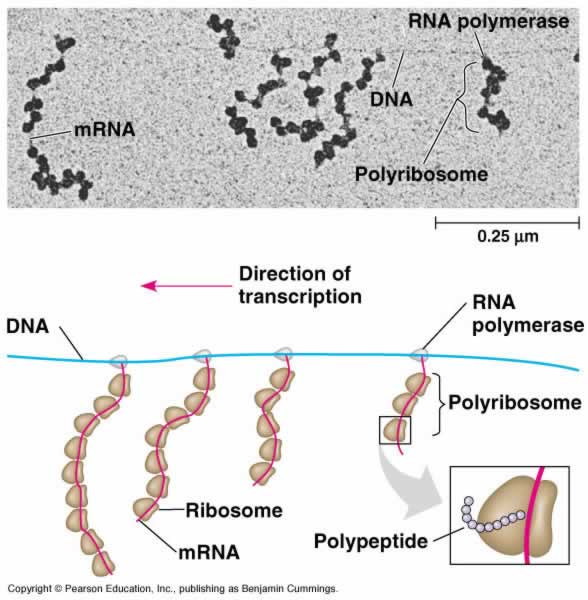 RNA polymerase
DNA
mRNA
Polyribosome
0.25 μm
Direction of
transcription
DNA
RNA
polymerase
Polyribosome
Ribosome
mRNA
Polypeptide
Copyright © Pearson Education, Inc., publishing as Benjamin Cummings.